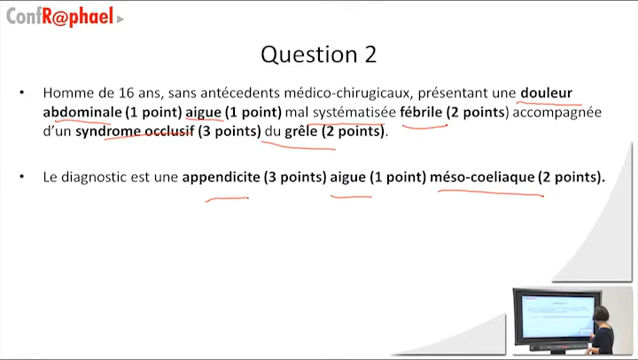 ConfR@phael
Question 2
• Homme de 16 ans, sans antécedents médico-chirugicaux, présentant une douleur
abdominale (1 point) aigue (1 point) mal systématisée fébrile (2 points) accompagnée
d'un syndrome occlusif (3 points) du grêle (2 points).
• Le diagnostic est une appendicite (3 points) aigue (1 point) méso-coeliaque (2 points).